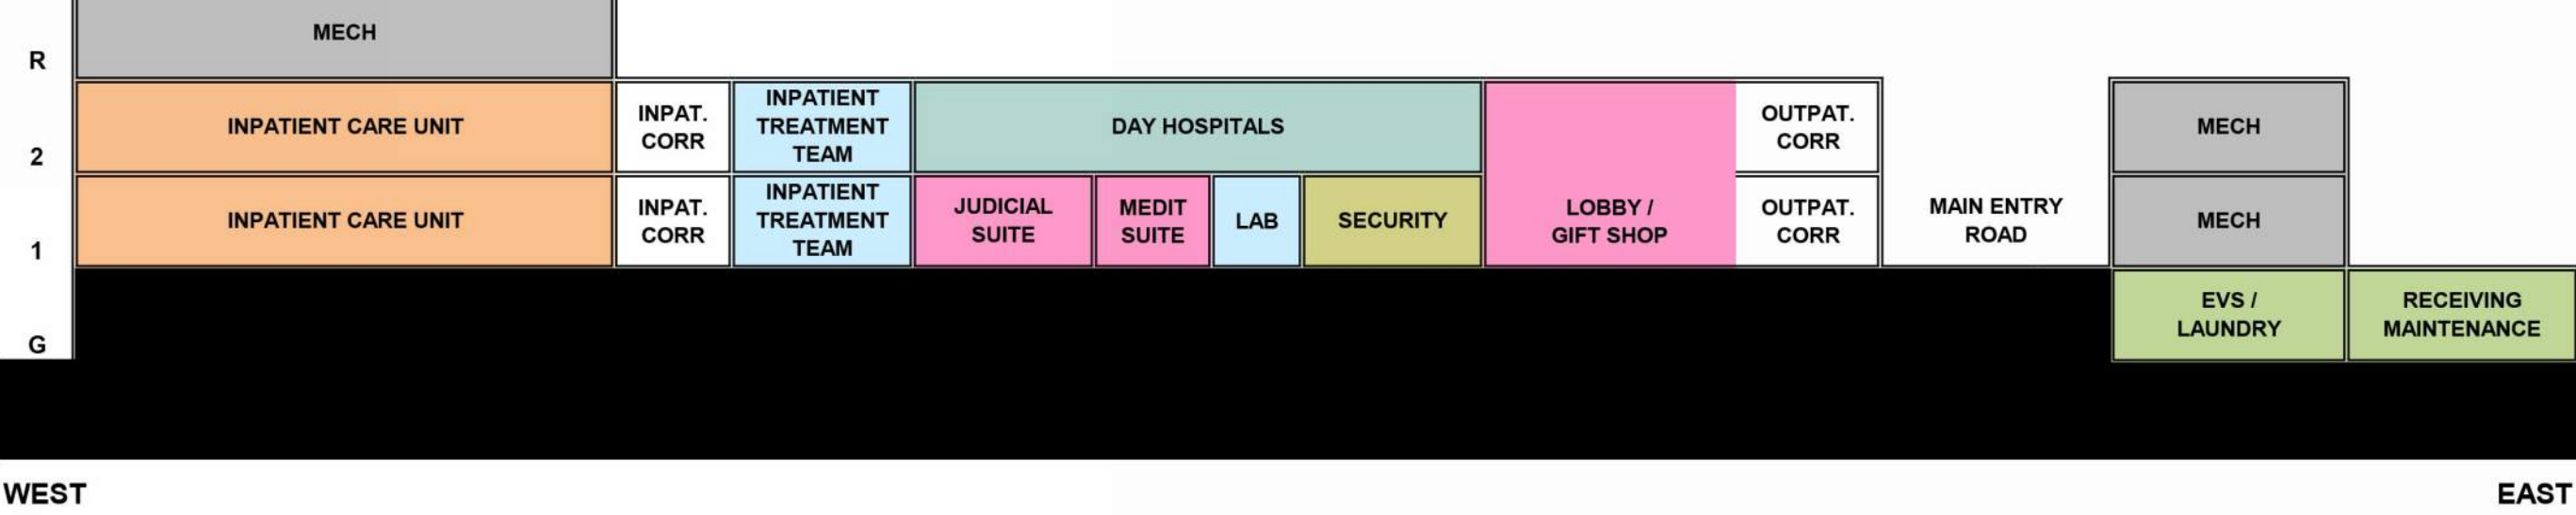 MECH
R
INPATIENT CARE UNIT
INPAT.
CORR
INPATIENT
TREATMENT
TEAM
DAY HOSPITALS
OUTPAT.
CORR
MECH
2
INPATIENT CARE UNIT
INPAT.
CORR
INPATIENT
TREATMENT
TEAM
JUDICIAL
SUITE
MEDIT
SUITE
LAB
SECURITY
LOBBY /
GIFT SHOP
OUTPAT.
CORR
MAIN ENTRY
ROAD
MECH
1
EVS /
LAUNDRY
RECEIVING
MAINTENANCE
G
WEST
EAST